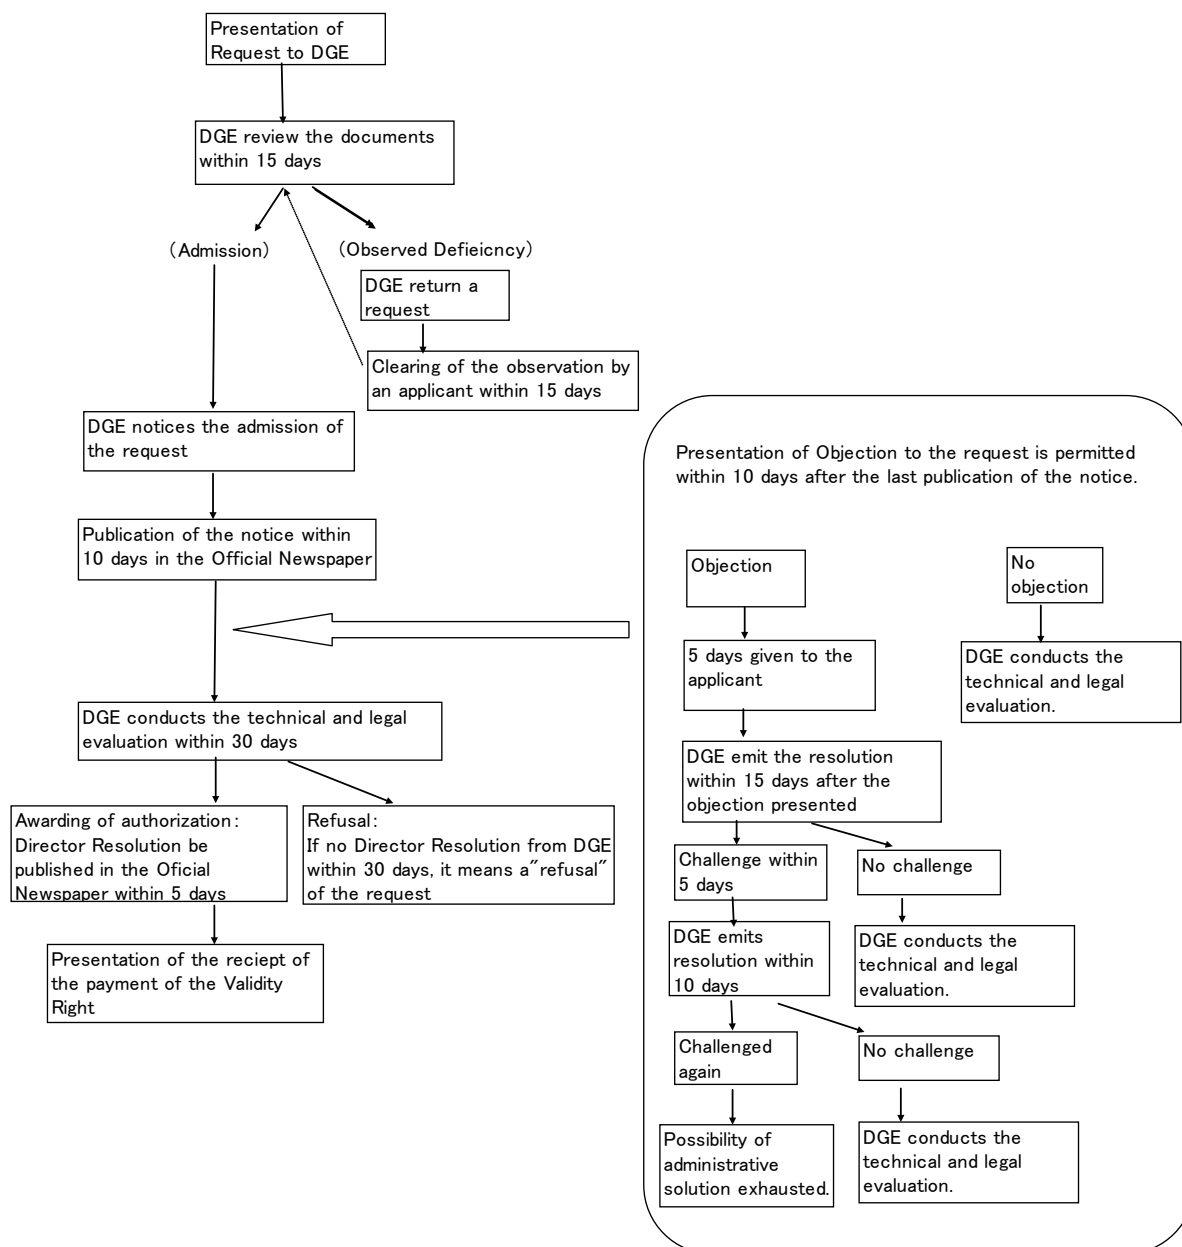 Presentation of
Request to DGE
DGE review the documents
within 15 days
(Admission)
(Observed Defieicncy)
DGE return a
request
Clearing of the observation by
an applicant within 15 days
DGE notices the admission of
the request
Publication of the notice within
10 days in the Official Newspaper
DGE conducts the technical and legal
evaluation within 30 days
Awarding of authorization:
Director Resolution be
published in the Oficial
Newspaper within 5 days
Refusal:
If no Director Resolution from DGE
within 30 days, it means a"refusal"
of the request
Presentation of the reciept of
the payment of the Validity
Right
Presentation of Objection to the request is permitted
within 10 days after the last publication of the notice.
Objection
No
objection
5 days given to the
applicant
DGE conducts the
technical and legal
evaluation.
DGE emit the resolution
within 15 days after the
objection presented
Challenge within
5 days
No challenge
DGE emits
resolution within
10 days
DGE conducts the
technical and legal
evaluation.
Challenged
again
No challenge
Possibility of
administrative
solution exhausted.
DGE conducts the
technical and legal
evaluation.